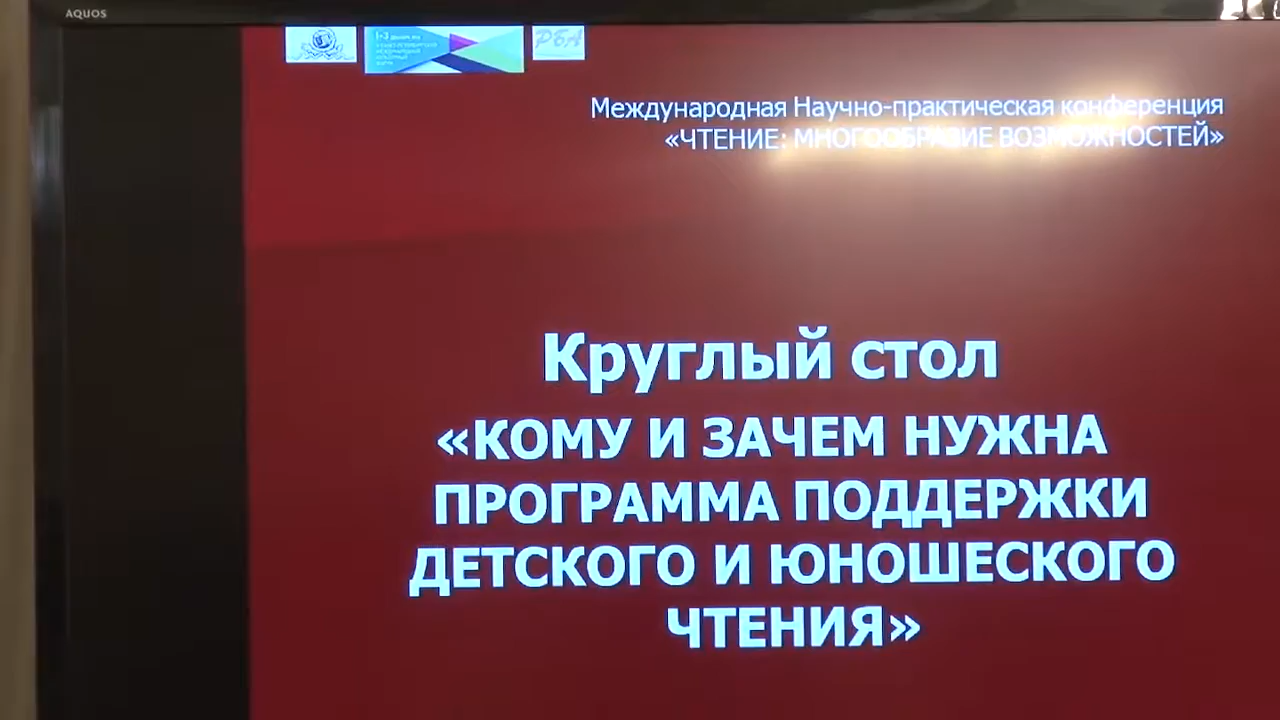 AQUOS
РБА
Международная Научно-практическая конференция
«ЧТЕНИЕ: МНОГООБРАЗИЕ ВОЗМОЖНОСТЕЙ»
Круглый стол
«КОМУ И ЗАЧЕМ НУЖНА
ПРОГРАММА ПОДДЕРЖКИ
ДЕТСКОГО И ЮНОШЕСКОГО
ЧТЕНИЯ»